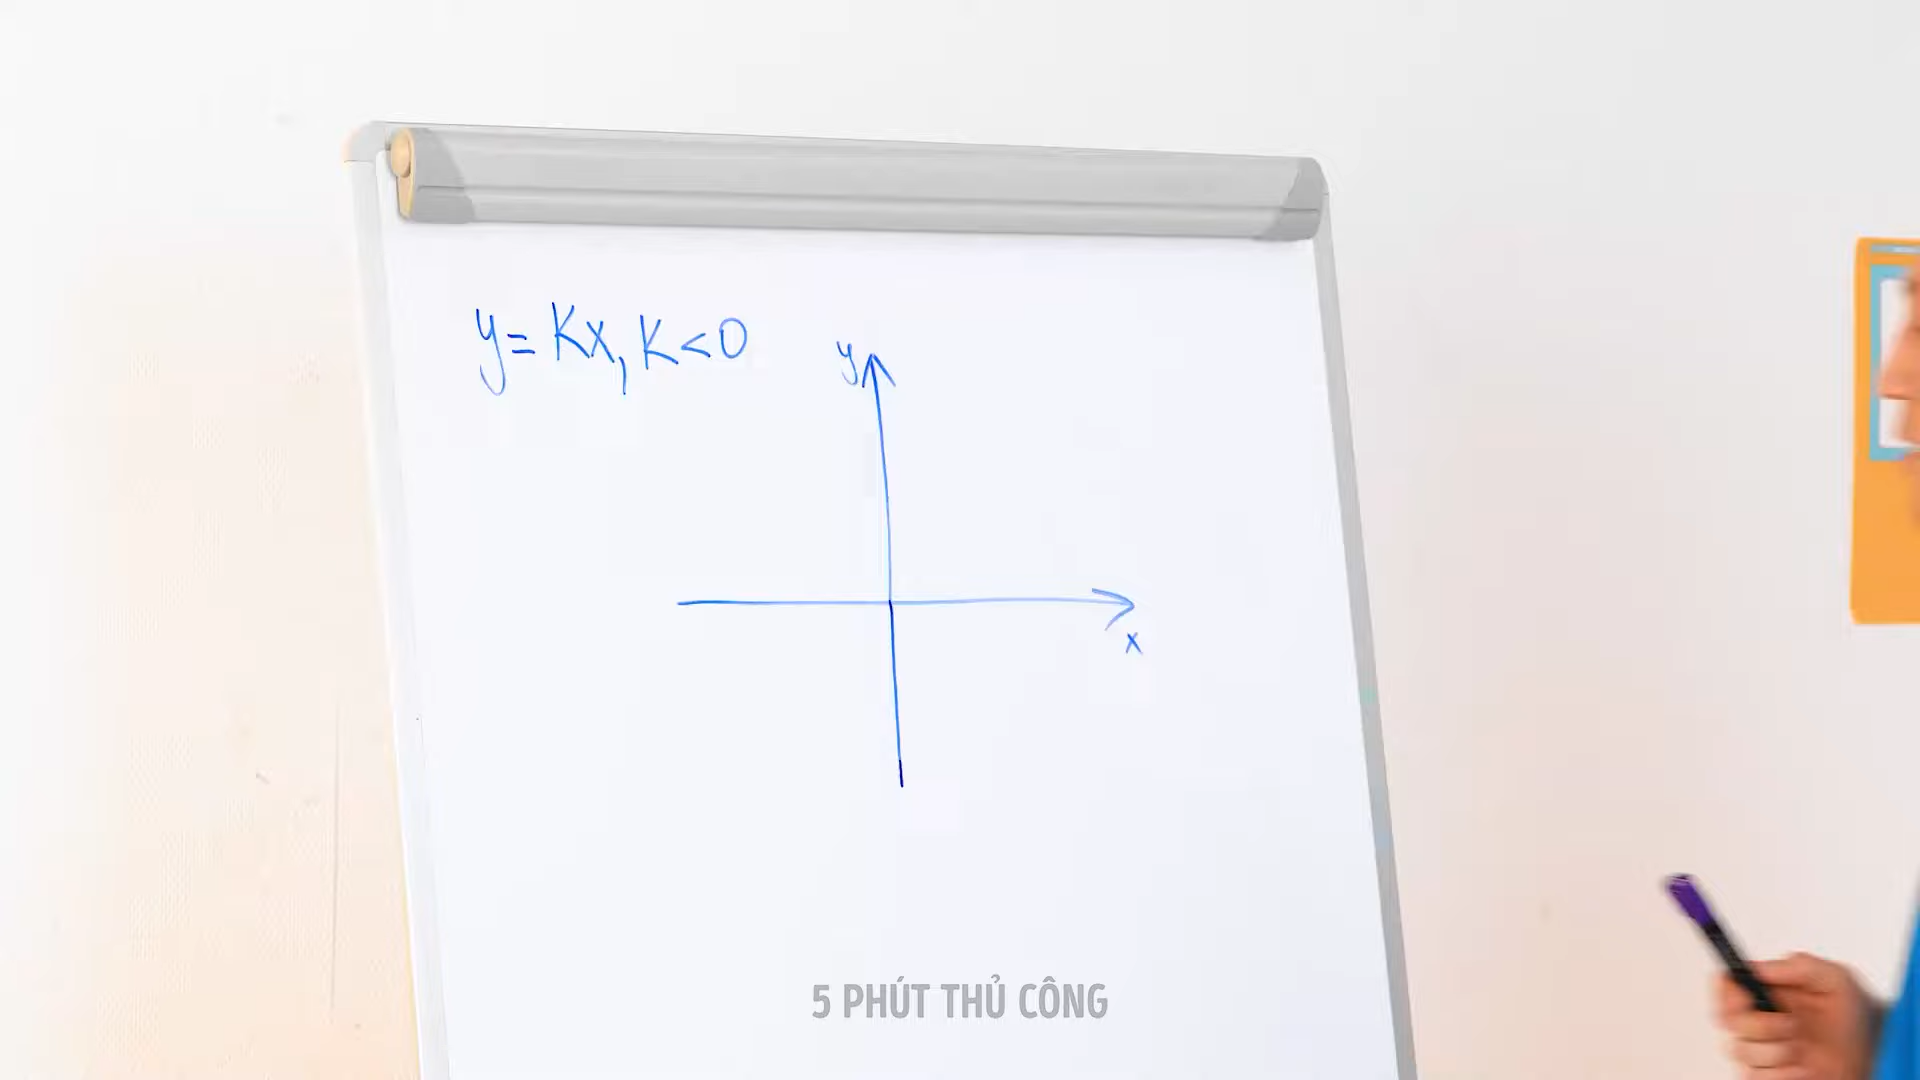 y = Kx, K < 0
y
x
5 PHÚT THỦ CÔNG